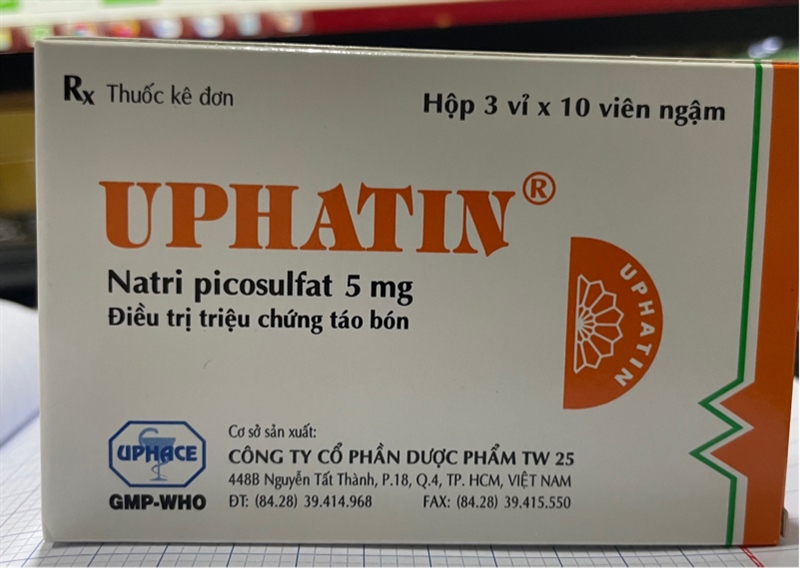 Rx Thuốc kê đơn
Hộp 3 vỉ x 10 viên ngậm
UPHATIN®
Natri picosulfat 5 mg
Điều trị triệu chứng táo bón
UPHATIN
UPHACE
GMP-WHO
Cơ sở sản xuất:
CÔNG TY CỔ PHẦN DƯỢC PHẨM TW 25
448B Nguyễn Tất Thành, P.18, Q.4, TP. HCM, VIỆT NAM
ĐT: (84.28) 39.414.968 FAX: (84.28) 39.415.550